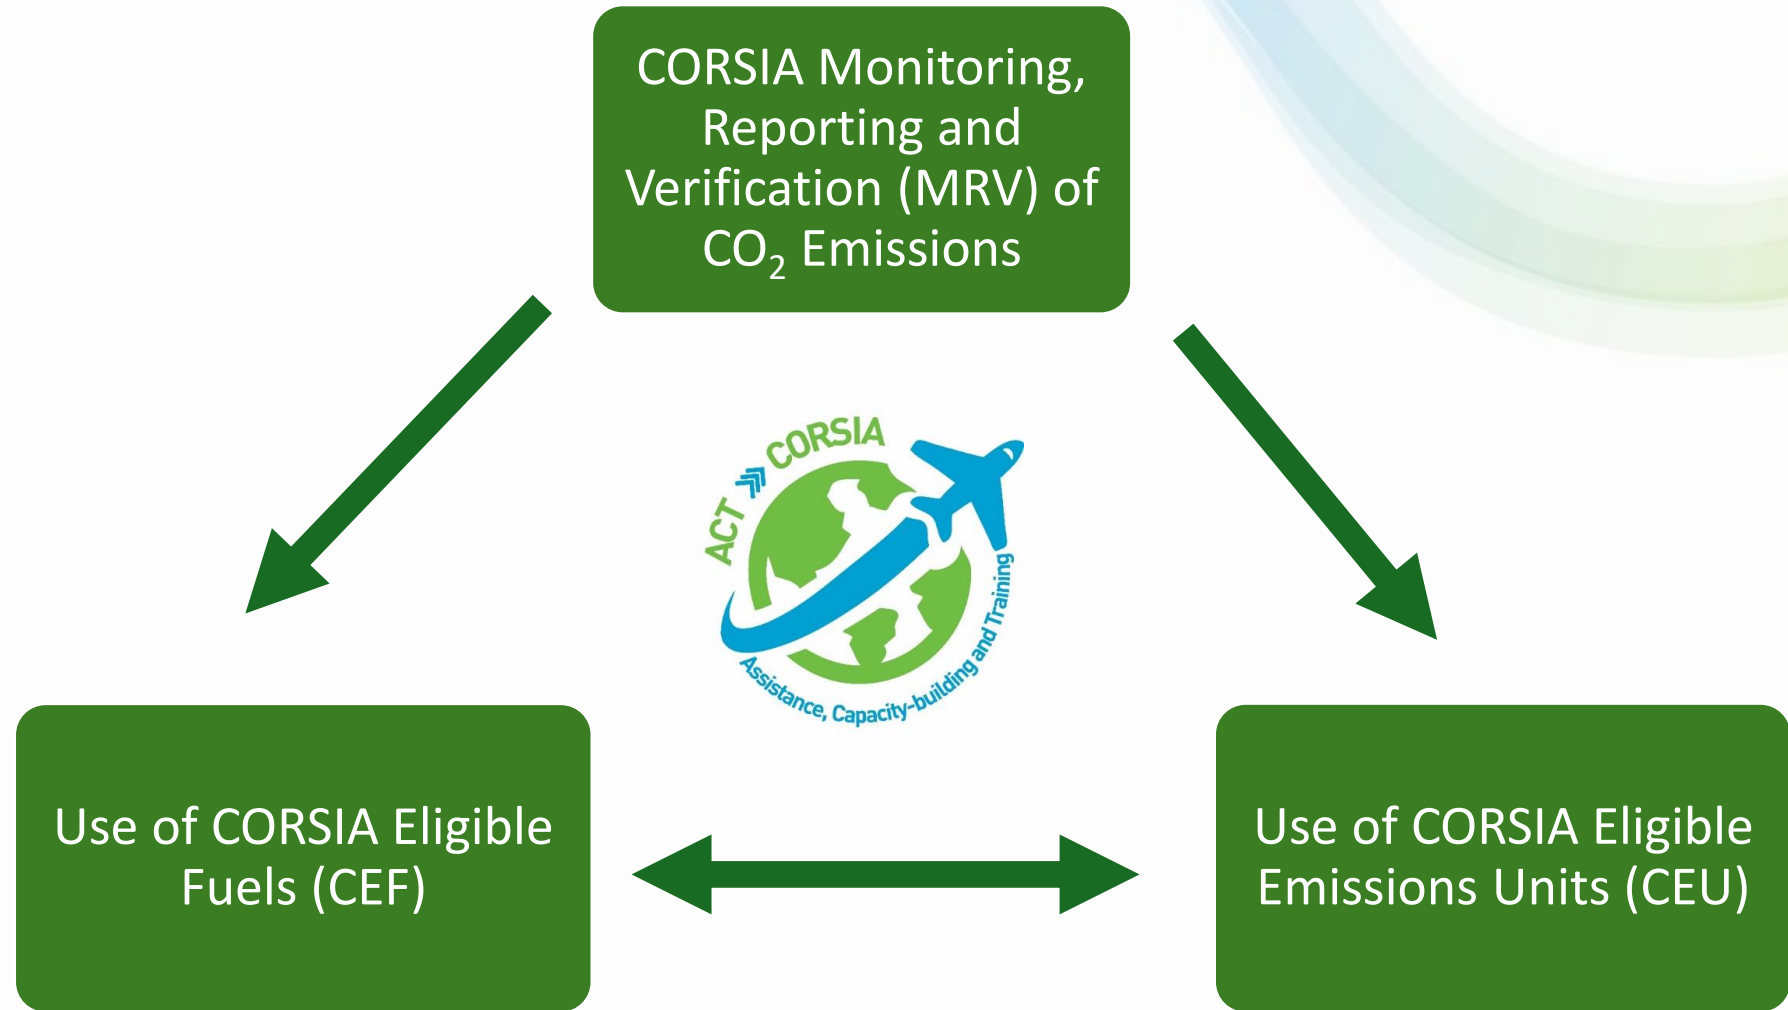 CORSIA Monitoring,
Reporting and
Verification (MRV) of
CO₂ Emissions
ACT CORSIA
Assistance, Capacity-building and Training
Use of CORSIA Eligible
Fuels (CEF)
Use of CORSIA Eligible
Emissions Units (CEU)